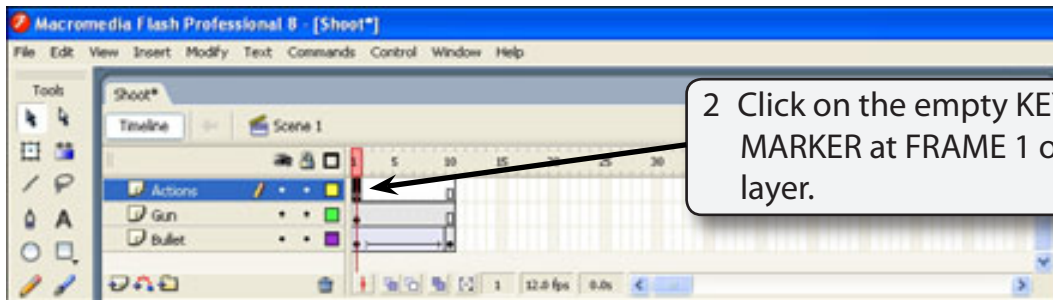 Macromedia Flash Professional 8 - [Shoot*]
File Edit View Insert Modify Text Commands Control Window Help
Tools
Shoot*
Timeline
Scene 1
2 Click on the empty
MARKER at FRAME 1
layer.
1 5 10 15 20 25 30
Actions
Gun
Bullet
1 12.0 fps 0.0s